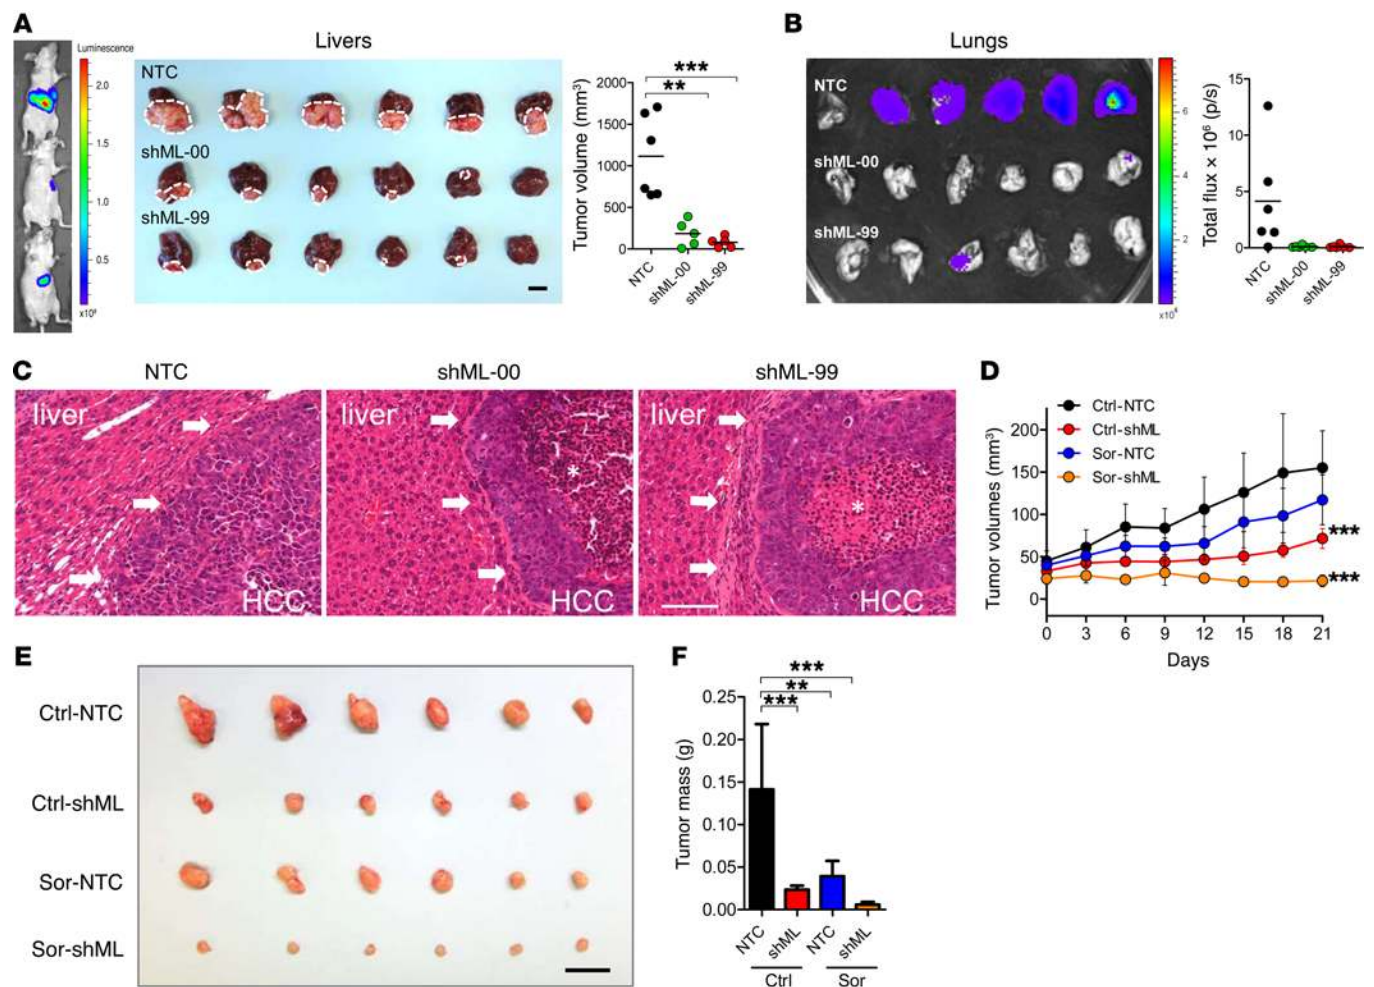 A
Livers
Luminescence
2.0
1.5
1.0
0.5
NTC
shML-00
shML-99
Tumor volume (mm³)
2000
1500
1000
500
0
***
**
NTC
shML-00
shML-99
B
Lungs
NTC
shML-00
shML-99
6
4
2
Total flux × 10⁶ (p/s)
15
10
5
0
NTC
shML-00
shML-99
C
NTC
shML-00
shML-99
liver
HCC
liver
*
HCC
liver
*
HCC
D
Ctrl-NTC
Ctrl-shML
Sor-NTC
Sor-shML
Tumor volumes (mm³)
200
150
100
50
0
***
***
0 3 6 9 12 15 18 21
Days
E
Ctrl-NTC
Ctrl-shML
Sor-NTC
Sor-shML
F
***
**
***
Tumor mass (g)
0.25
0.20
0.15
0.10
0.05
0.00
NTC shML NTC shML
Ctrl Sor